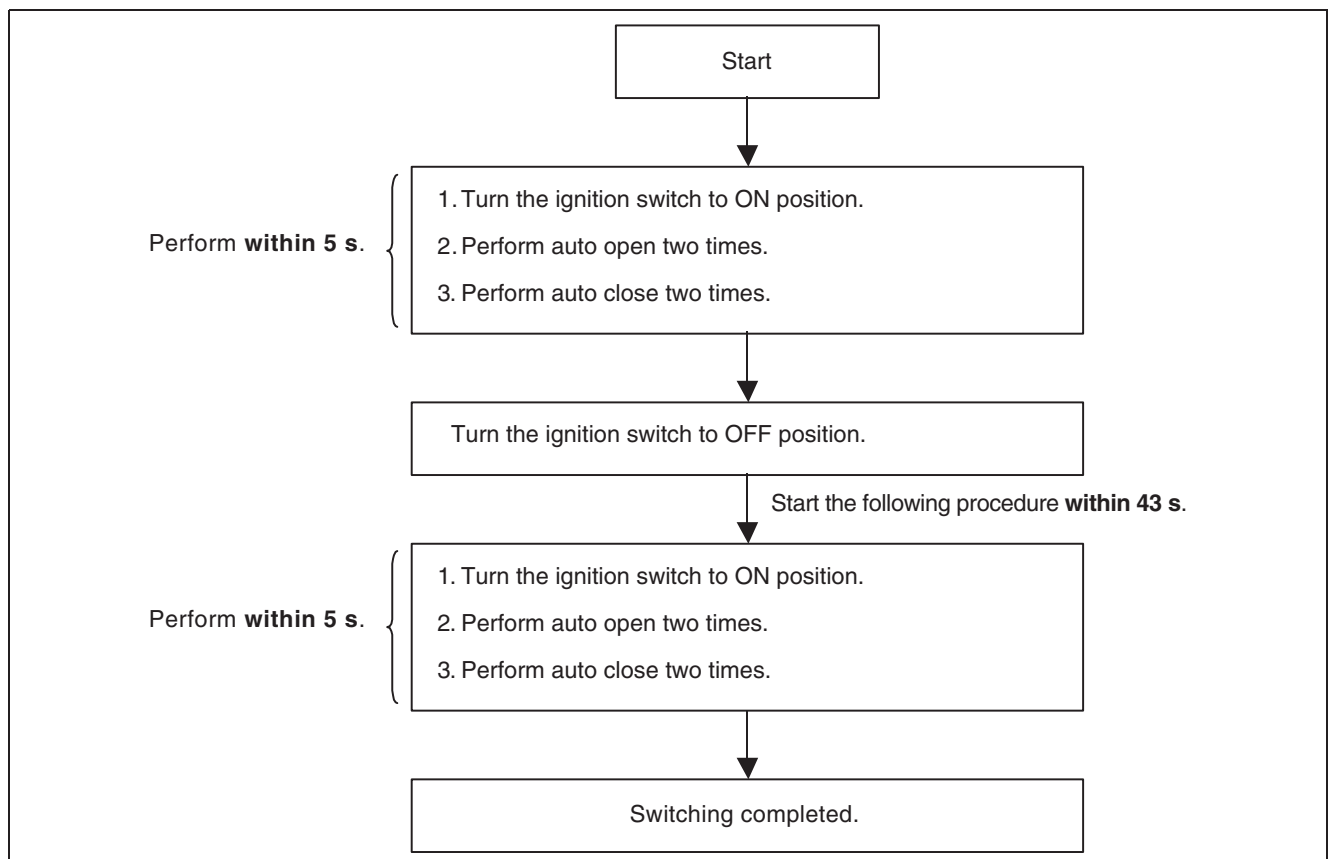 Start
Perform within 5 s.
1. Turn the ignition switch to ON position.
2. Perform auto open two times.
3. Perform auto close two times.
Turn the ignition switch to OFF position.
Start the following procedure within 43 s.
Perform within 5 s.
1. Turn the ignition switch to ON position.
2. Perform auto open two times.
3. Perform auto close two times.
Switching completed.